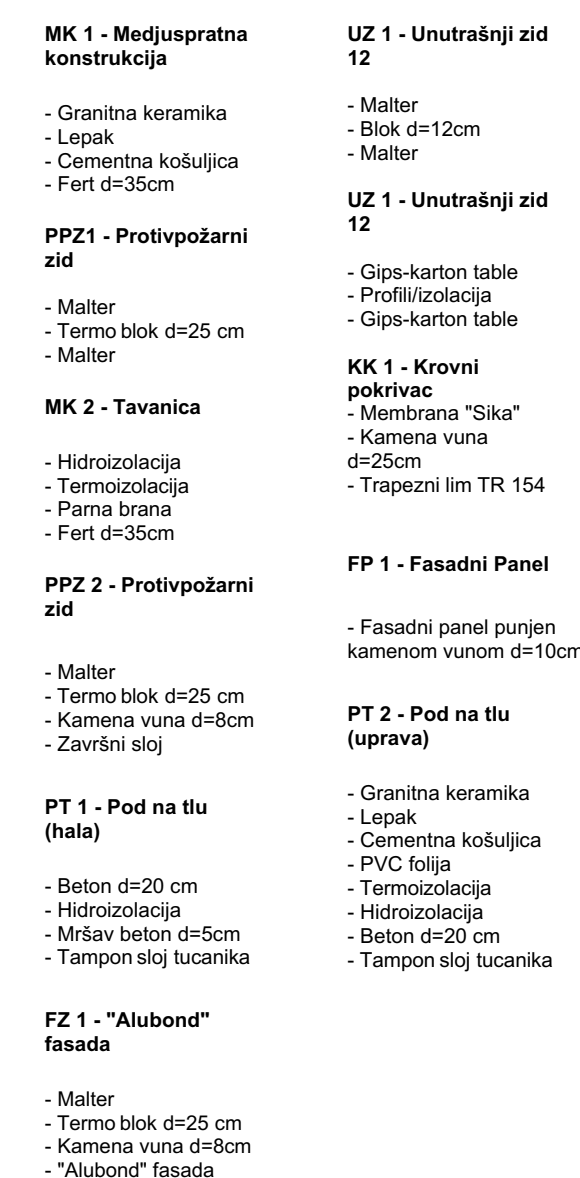 MK 1 - Medjuspratna
konstrukcija
- Granitna keramika
- Lepak
- Cementna košuljica
- Fert d=35cm
PPZ1 - Protivpožarni
zid
- Malter
- Termo blok d=25 cm
- Malter
MK 2 - Tavanica
- Hidroizolacija
- Termoizolacija
- Parna brana
- Fert d=35cm
PPZ 2 - Protivpožarni
zid
- Malter
- Termo blok d=25 cm
- Kamena vuna d=8cm
- Završni sloj
PT 1 - Pod na tlu
(hala)
- Beton d=20 cm
- Hidroizolacija
- Mršav beton d=5cm
- Tampon sloj tucanika
FZ 1 - "Alubond"
fasada
- Malter
- Termo blok d=25 cm
- Kamena vuna d=8cm
- "Alubond" fasada
UZ 1 - Unutrašnji zid
12
- Malter
- Blok d=12cm
- Malter
UZ 1 - Unutrašnji zid
12
- Gips-karton table
- Profili/izolacija
- Gips-karton table
KK 1 - Krovni
pokrivac
- Membrana "Sika"
- Kamena vuna
d=25cm
- Trapezni lim TR 154
FP 1 - Fasadni Panel
- Fasadni panel punjen
kamenom vunom d=10cm
PT 2 - Pod na tlu
(uprava)
- Granitna keramika
- Lepak
- Cementna košuljica
- PVC folija
- Termoizolacija
- Hidroizolacija
- Beton d=20 cm
- Tampon sloj tucanika